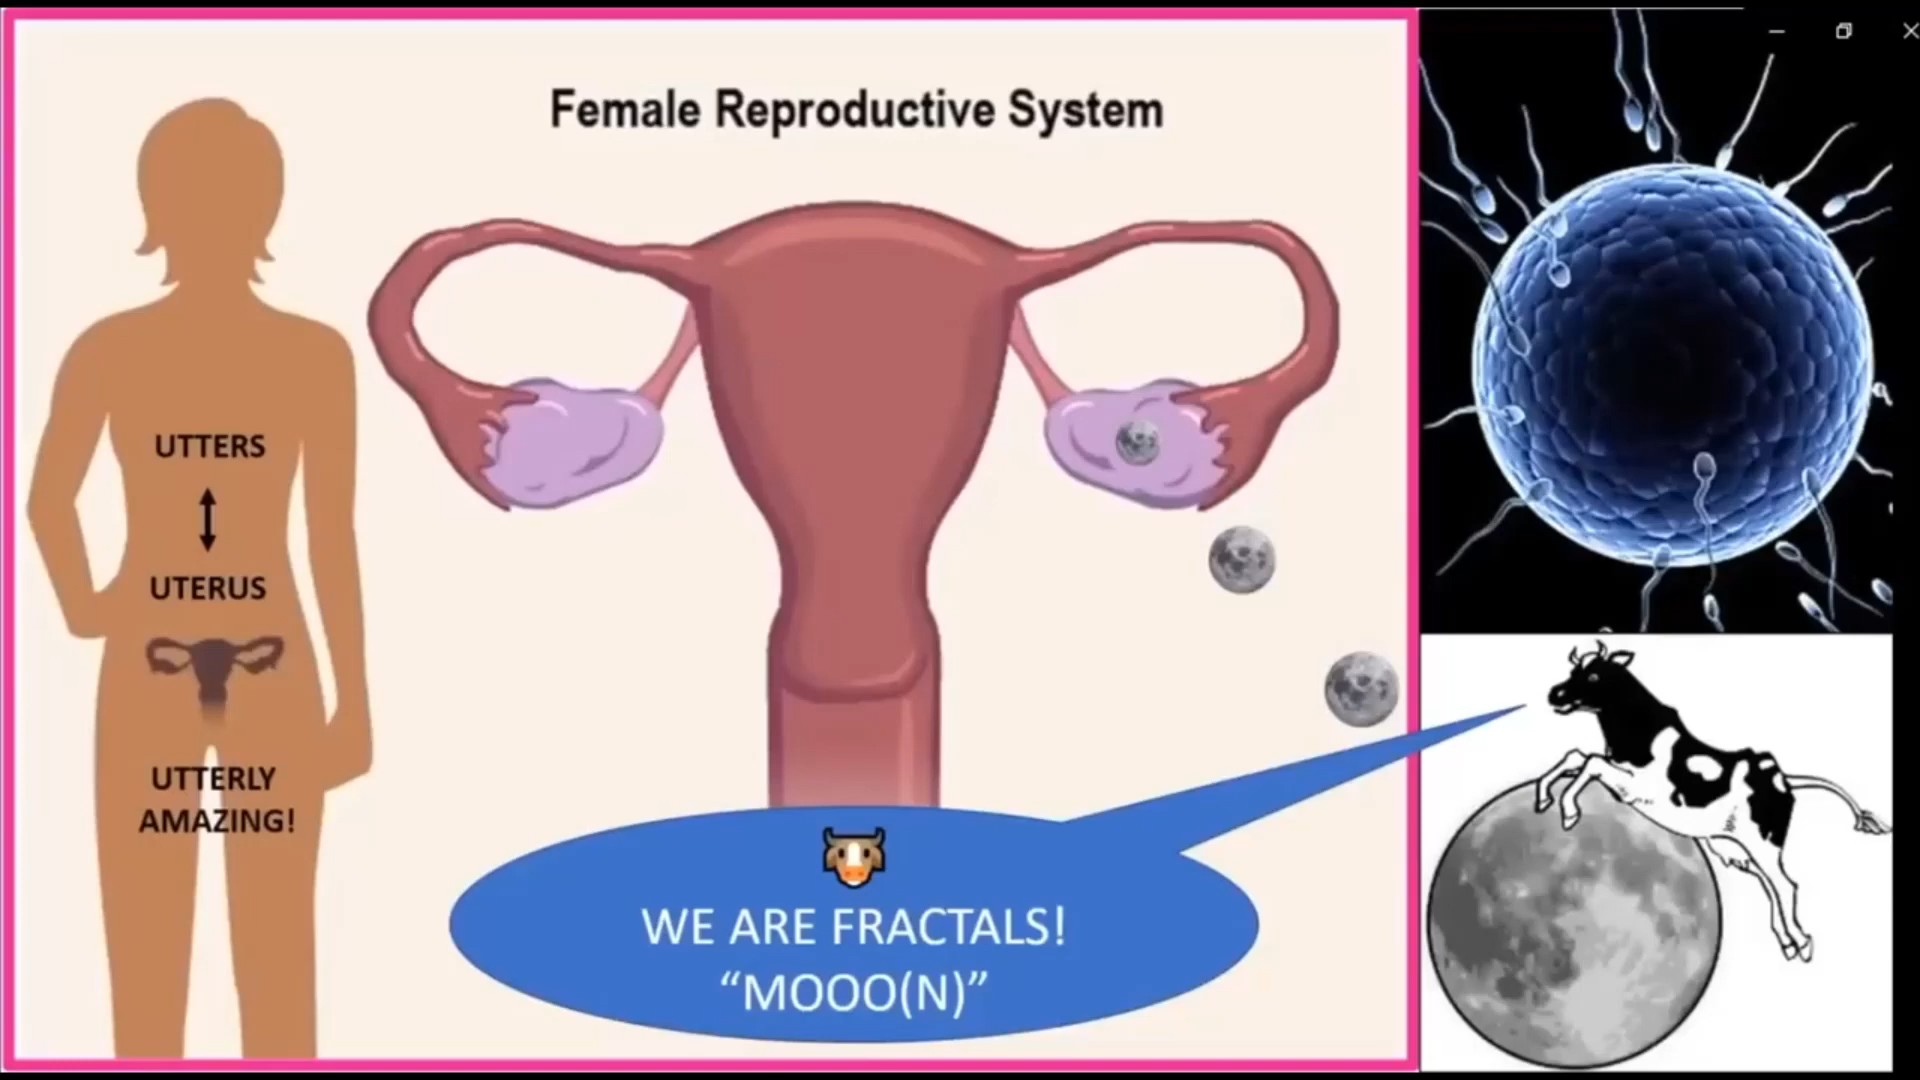 Female Reproductive System
UTTERS
UTERUS
UTTERLY
AMAZING!
WE ARE FRACTALS!
“MOOO(N)”